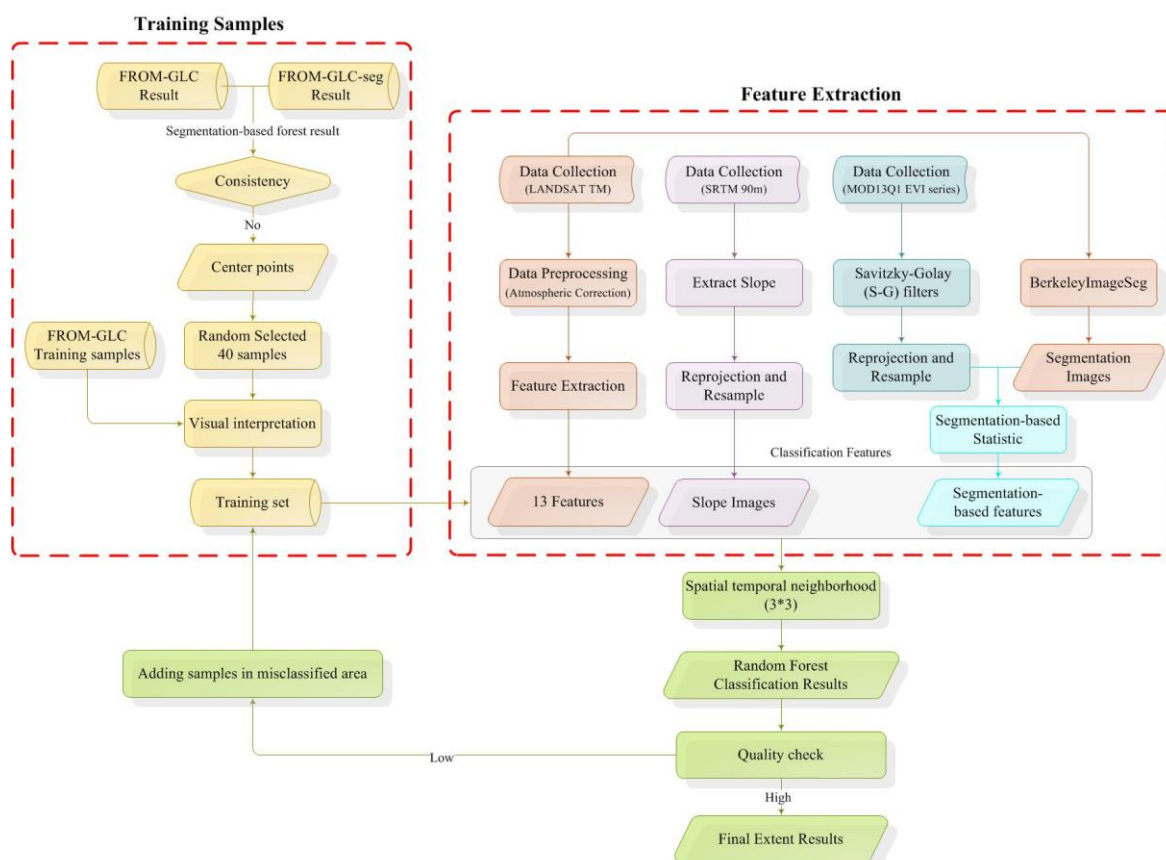 Training Samples
FROM-GLC
Result
FROM-GLC-seg
Result
Segmentation-based forest result
Consistency
No
Center points
Random Selected
40 samples
FROM-GLC
Training samples
Visual interpretation
Training set
Feature Extraction
Data Collection
(LANDSAT TM)
Data Collection
(SRTM 90m)
Data Collection
(MOD13Q1 EVI series)
Data Preprocessing
(Atmospheric Correction)
Extract Slope
Savitzky-Golay
(S-G) filters
BerkeleyImageSeg
Feature Extraction
Reprojection and
Resample
Reprojection and
Resample
Segmentation
Images
Segmentation-based
Statistic
Classification Features
13 Features
Slope Images
Segmentation-
based features
Spatial temporal neighborhood
(3*3)
Random Forest
Classification Results
Adding samples in misclassified area
Low
Quality check
High
Final Extent Results